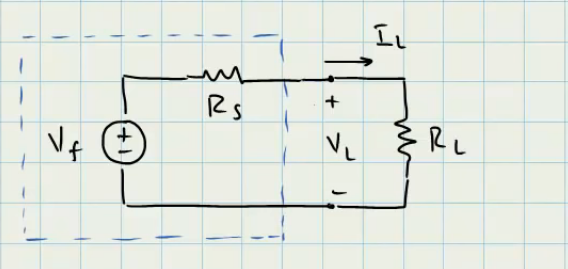 I_L
R_S
+
+
-
V_f
V_L
R_L
-